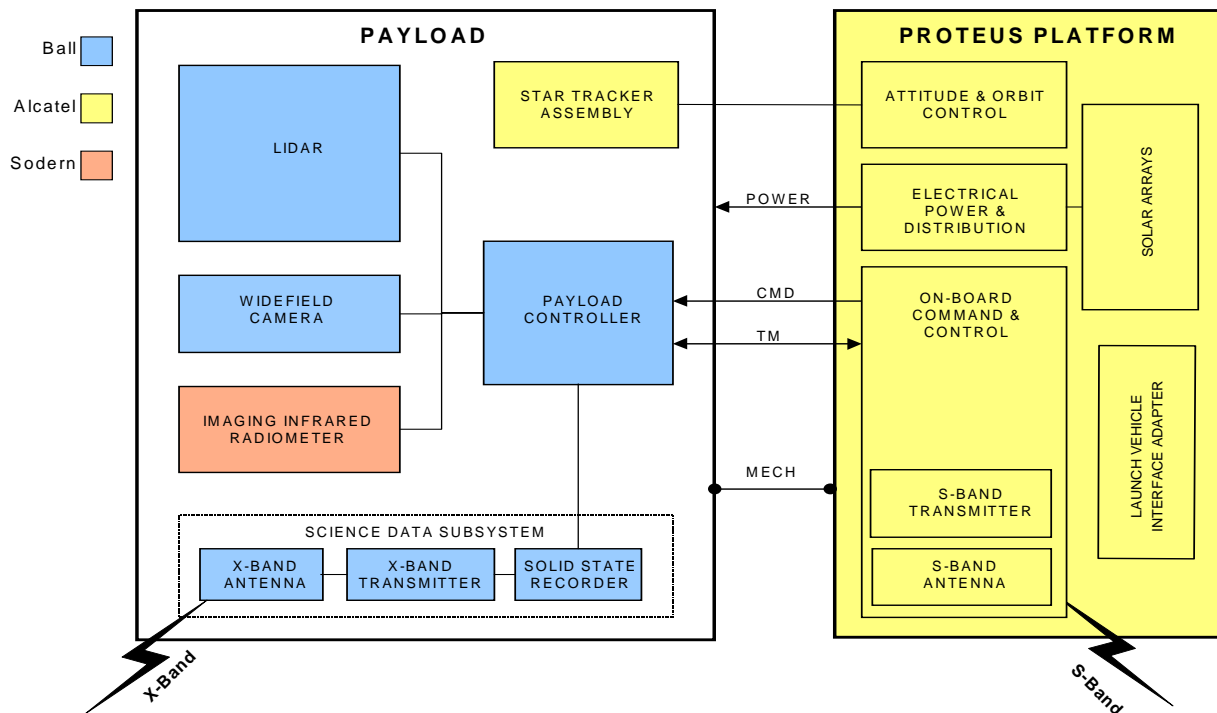 Ball
Alcatel
Sodern
PAYLOAD
LIDAR
STAR TRACKER
ASSEMBLY
WIDEFIELD
CAMERA
PAYLOAD
CONTROLLER
IMAGING INFRARED
RADIOMETER
SCIENCE DATA SUBSYSTEM
X-BAND
ANTENNA
X-BAND
TRANSMITTER
SOLID STATE
RECORDER
X-Band
POWER
CMD
TM
MECH
PROTEUS PLATFORM
ATTITUDE & ORBIT
CONTROL
ELECTRICAL
POWER &
DISTRIBUTION
SOLAR ARRAYS
ON-BOARD
COMMAND &
CONTROL
LAUNCH VEHICLE
INTERFACE ADAPTER
S-BAND
TRANSMITTER
S-BAND
ANTENNA
S-Band